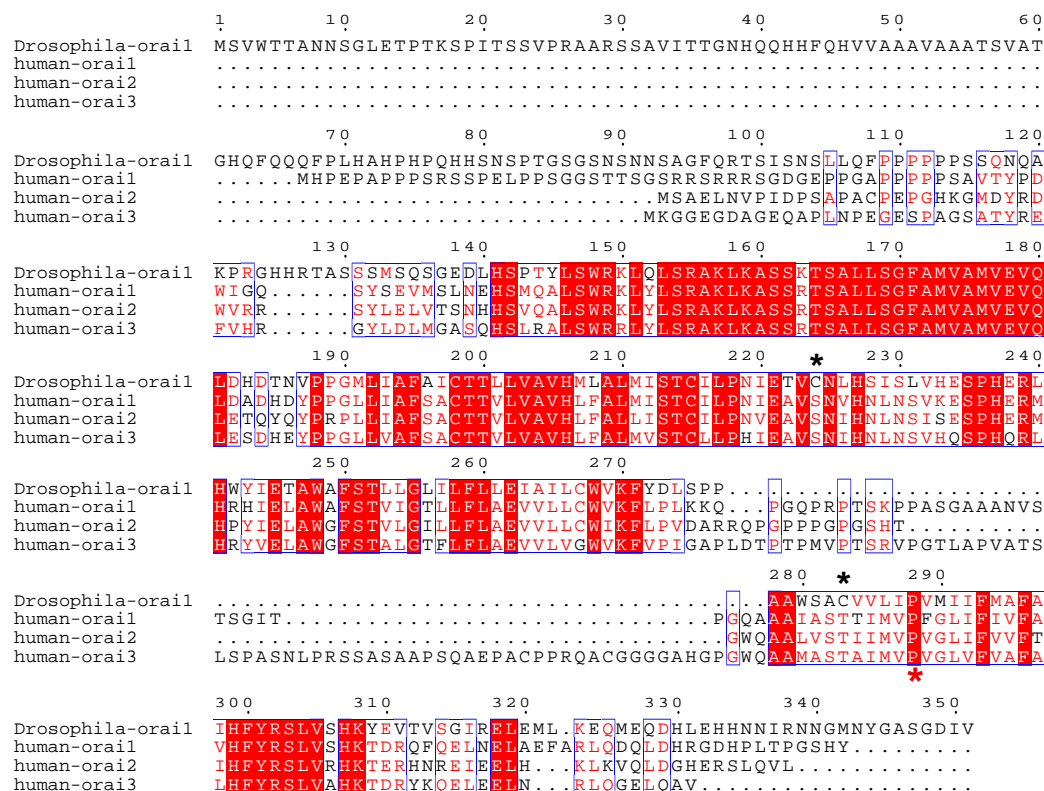 1 10 20 30 40 50 60
Drosophila-orai1 MSVWTTANNSGLETPTKSPITSSVPRAARSSAVITTGNHQQHHFQHVVAAAVAAATSVAT
human-orai1 ............................................................
human-orai2 ............................................................
human-orai3 ............................................................
70 80 90 100 110 120
Drosophila-orai1 GHQFQQQFPLHAHPHPQHHSNSPTGSGSNSNNSAGFQRTSISNSLLQFPPPPPPSSQNQA
human-orai1 ......MHPEPAPPPSRSSPELPPSGGSTTSGSRRSRRRSGDGEPPGAPPPPPSAVTYPD
human-orai2 ................................MSAELNVPIDPSAPACPEPGHKGMDYRD
human-orai3 ...............................MKGGEGDAGEQAPLNPEGESPAGSATYRE
130 140 150 160 170 180
Drosophila-orai1 KPRGHHRTASSSMSQSGEDLHSPTYLSWRKLQLSRAKLKASSKTSALLSGFAMVAMVEVQ
human-orai1 WIGQ......SYSEVMSLNEHSMQALSWRKLYLSRAKLKASSRTSALLSGFAMVAMVEVQ
human-orai2 WVRR......SYLELVTSNHHSVQALSWRKLYLSRAKLKASSRTSALLSGFAMVAMVEVQ
human-orai3 FVHR......GYLDLMGASQHSLRALSWRRLYLSRAKLKASSRTSALLSGFAMVAMVEVQ
*
190 200 210 220 230 240
Drosophila-orai1 LDHDTNVPPGMLIAFAICTTLLVAVHMLALMISTCILPNIETVCNLHSISLVHESPHERL
human-orai1 LDADHDYPPGLLIAFSACTTVLVAVHLFALMISTCILPNIEAVSNVHNLNSVKESPHERM
human-orai2 LETQYQYPRPLLIAFSACTTVLVAVHLFALLISTCILPNVEAVSNIHNLNSISESPHERM
human-orai3 LESDHEYPPGLLVAFSACTTVLVAVHLFALMVSTCLLPHIEAVSNIHNLNSVHQSPHQRL
250 260 270
Drosophila-orai1 HWYIETAWAFSTLLGLILFLLEIAILCWVKFYDLSPP.......................
human-orai1 HRHIELAWAFSTVIGTLLFLAEVVLLCWVKFLPLKKQ...PGQPRPTSKPPASGAAANVS
human-orai2 HPYIELAWGFSTVLGILLFLAEVVLLCWIKFLPVDARRQPGPPPGPGSHT..........
human-orai3 HRYVELAWGFSTALGTFLFLAEVVLVGWVKFVPIGAPLDTPTPMVPTSRVPGTLAPVATS
280 * 290
Drosophila-orai1 ........................................AAWSACVVLIPVMIIFMAFA
human-orai1 TSGIT...............................PGQAAAIASTTIMVPFGLIFIVFA
human-orai2 .....................................GWQAALVSTIIMVPVGLIFVVFT
human-orai3 LSPASNLPRSSASAAPSQAEPACPPRQACGGGGAHGPGWQAAMASTAIMVPVGLVFVAFA
*
300 310 320 330 340 350
Drosophila-orai1 IHFYRSLVSHKYEVTVSGIRELEML.KEQMEQDHLEHHNNIRNNGMNYGASGDIV
human-orai1 VHFYRSLVSHKTDRQFQELNELAEFARLQDQLDHRGDHPLTPGSHY.........
human-orai2 IHFYRSLVRHKTERHNREIEELH...KLKVQLDGHERSLQVL.............
human-orai3 LHFYRSLVAHKTDRYKQELEELN...RLQGELQAV....................